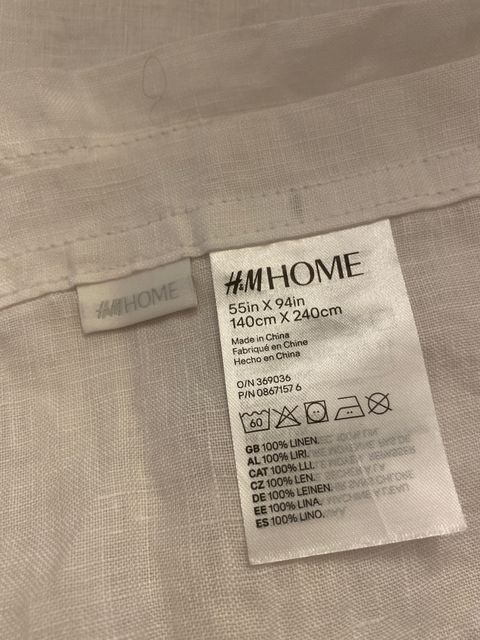 H&M HOME
H&M HOME
55in X 94in
140cm X 240cm
Made in China
Fabriqué en Chine
Hecho en China
O/N 369036
P/N 0867157 6
60
GB 100% LINEN.
AL 100% LIRI.
CAT 100% LLI.
CZ 100% LEN.
DE 100% LEINEN.
EE 100% LINA.
ES 100% LINO.